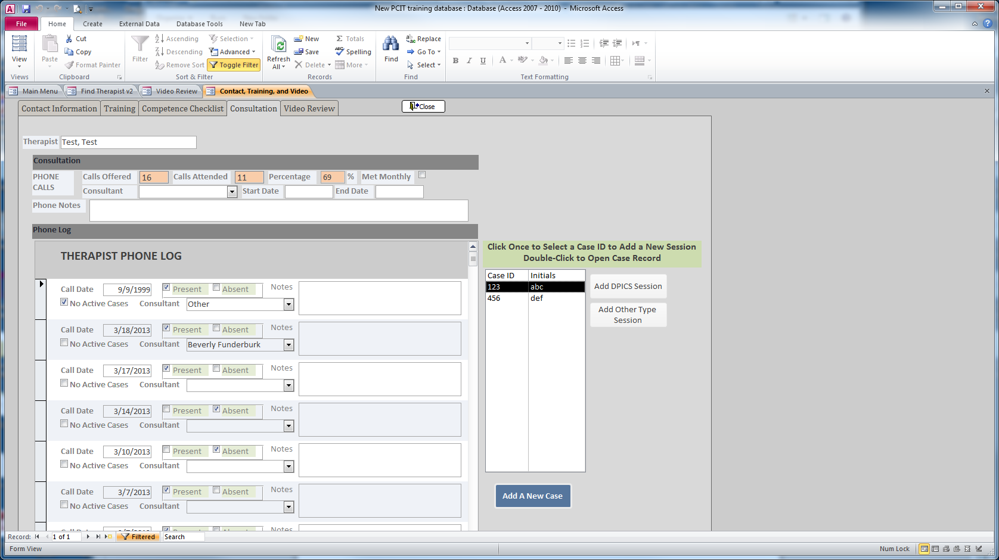 New PCIT training database : Database (Access 2007 - 2010) - Microsoft Access
File Home Create External Data Database Tools New Tab
View
Views
Paste
Cut
Copy
Format Painter
Clipboard
Filter
Ascending
Descending
Remove Sort
Selection
Advanced
Toggle Filter
Sort & Filter
Refresh
All
New
Save
Delete
Totals
Spelling
More
Records
Find
Replace
Go To
Select
Find
B I U A
Text Formatting
Main Menu Find Therapist v2 Video Review Contact, Training, and Video
Contact Information Training Competence Checklist Consultation Video Review Close
Therapist Test, Test
Consultation
PHONE
CALLS
Calls Offered 16 Calls Attended 11 Percentage 69 % Met Monthly
Consultant Start Date End Date
Phone Notes
Phone Log
THERAPIST PHONE LOG
Call Date 9/9/1999 Present Absent Notes
No Active Cases Consultant Other
Call Date 3/18/2013 Present Absent Notes
No Active Cases Consultant Beverly Funderburk
Call Date 3/17/2013 Present Absent Notes
No Active Cases Consultant
Call Date 3/14/2013 Present Absent Notes
No Active Cases Consultant
Call Date 3/10/2013 Present Absent Notes
No Active Cases Consultant
Call Date 3/7/2013 Present Absent Notes
No Active Cases Consultant
Click Once to Select a Case ID to Add a New Session
Double-Click to Open Case Record
Case ID Initials
123 abc
456 def
Add DPICS Session
Add Other Type
Session
Add A New Case
Record: 1 of 1 Filtered Search
Form View Num Lock